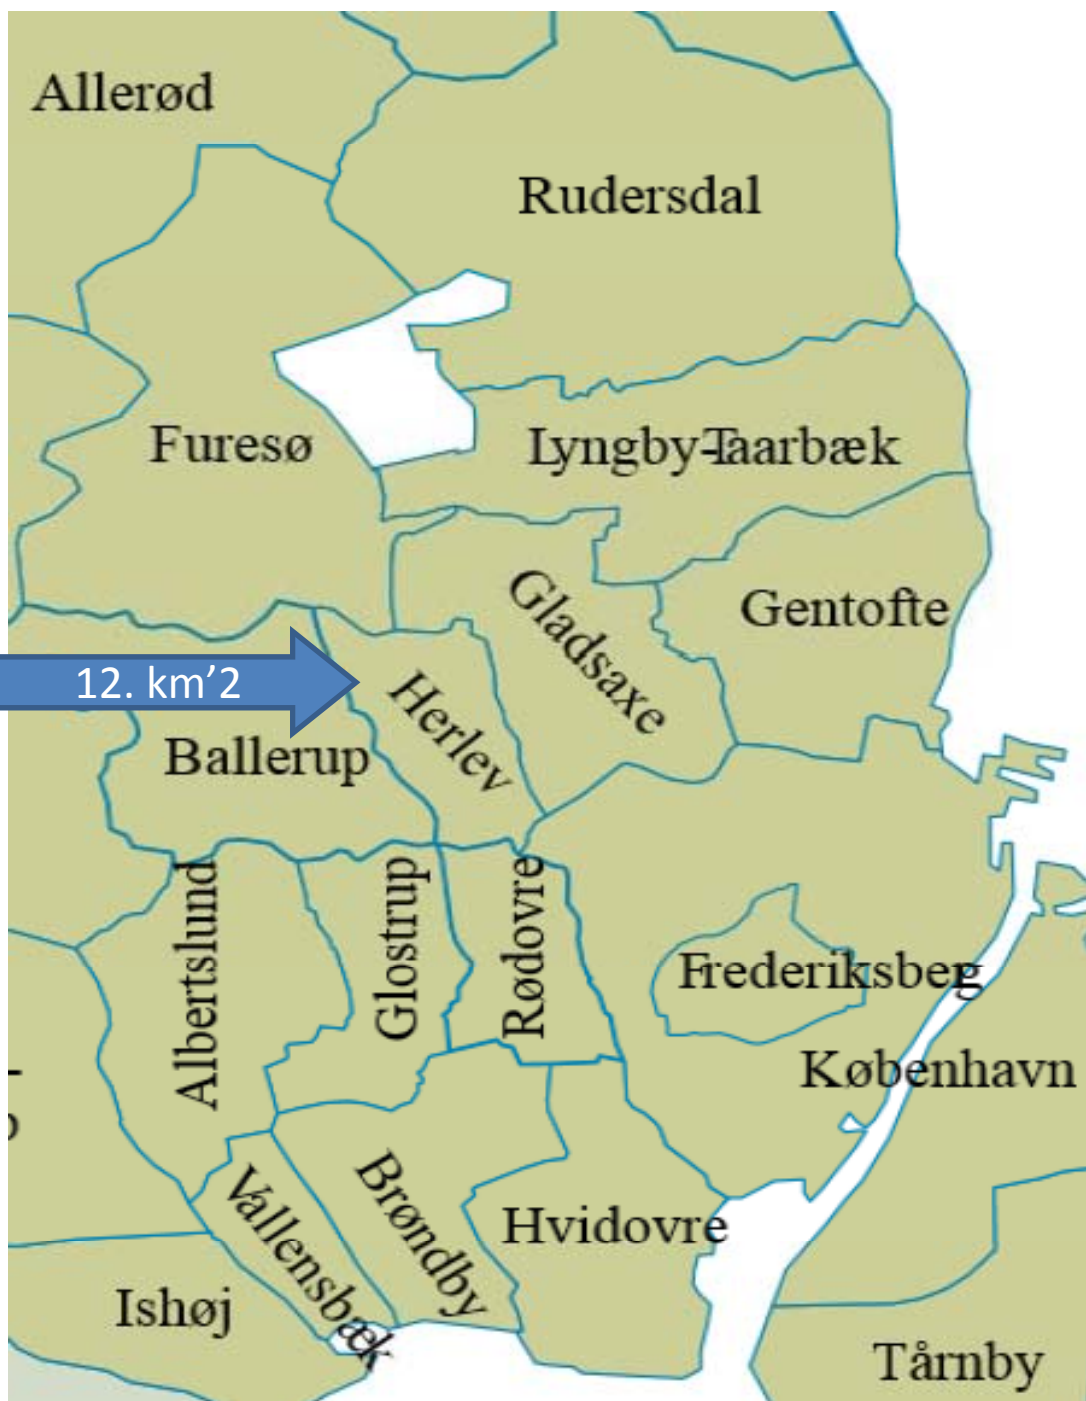 Allerød
Rudersdal
Furesø
Lyngby-Taarbæk
Gladsaxe
Gentofte
12. km’2
Herlev
Ballerup
Albertslund
Glostrup
Rødovre
Frederiksberg
København
Vallensbæk
Brøndby
Hvidovre
Ishøj
Tårnby